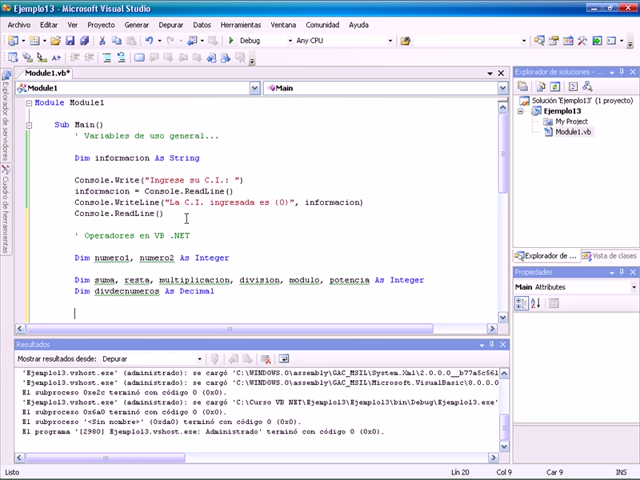 Ejemplo13 - Microsoft Visual Studio
Archivo Editar Ver Proyecto Generar Depurar Datos Herramientas Ventana Comunidad Ayuda
Debug Any CPU
Module1.vb*
Module1 Main
Module Module1
Sub Main()
' Variables de uso general...
Dim informacion As String
Console.Write("Ingrese su C.I.: ")
informacion = Console.ReadLine()
Console.WriteLine("La C.I. ingresada es {0}", informacion)
Console.ReadLine()
' Operadores en VB .NET
Dim numero1, numero2 As Integer
Dim suma, resta, multiplicacion, division, modulo, potencia As Integer
Dim divdecnumeros As Decimal
Explorador de servidores
Cuadro de herramientas
Explorador de soluciones -
Solución 'Ejemplo13' (1 proyecto)
Ejemplo13
My Project
Module1.vb
Explorador de... Vista de clases
Propiedades
Main Attributes
Resultados
Mostrar resultados desde: Depurar
'Ejemplo13.vshost.exe' (administrado): se cargó 'C:\WINDOWS.0\assembly\GAC_MSIL\System.Xml\2.0.0.0__b77a5c561
'Ejemplo13.vshost.exe' (administrado): se cargó 'C:\WINDOWS.0\assembly\GAC_MSIL\Microsoft.VisualBasic\8.0.0.0
El subproceso 0xe2c terminó con código 0 (0x0).
'Ejemplo13.vshost.exe' (administrado): se cargó 'C:\Curso VB NET\Ejemplo13\Ejemplo13\bin\Debug\Ejemplo13.exe'
El subproceso 0x6a0 terminó con código 0 (0x0).
El subproceso '<Sin nombre>' (0xda0) terminó con código 0 (0x0).
El programa '[2980] Ejemplo13.vshost.exe: Administrado' terminó con código 0 (0x0).
Listo Lín 20 Col 9 Car 9 INS